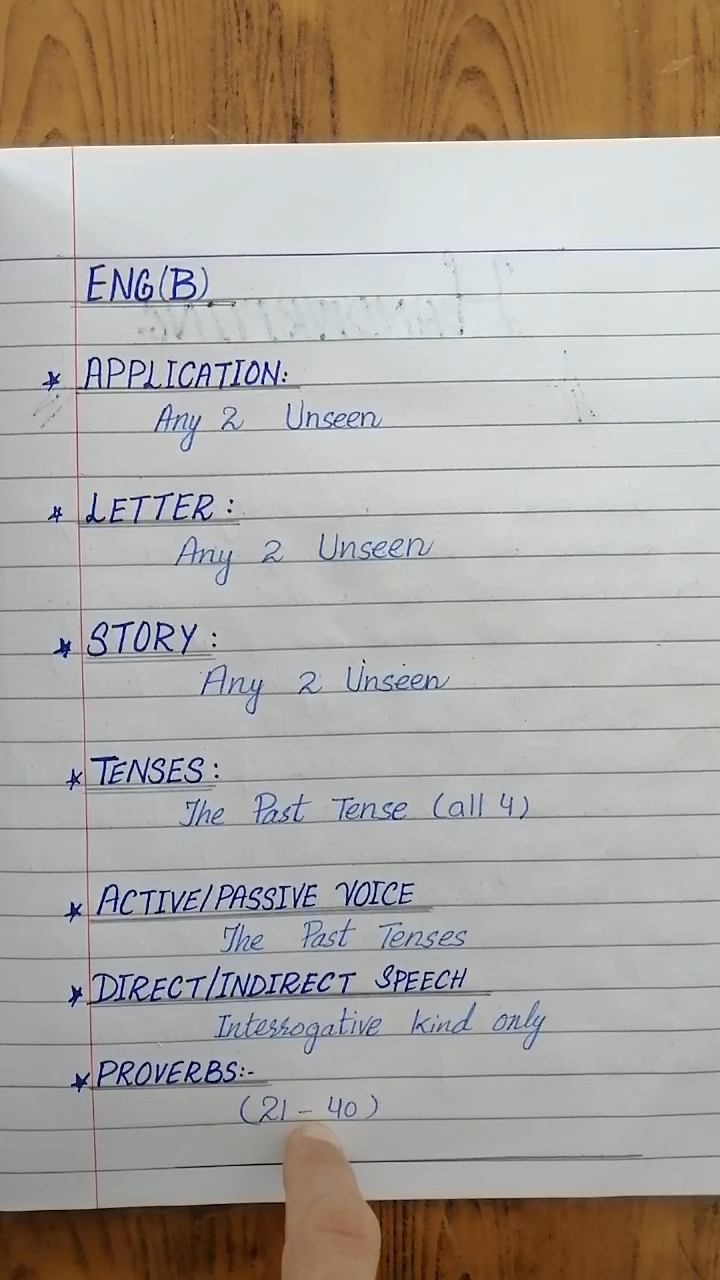 ENG(B)
* APPLICATION:
Any 2 Unseen
* LETTER:
Any 2 Unseen
* STORY:
Any 2 Unseen
* TENSES:
The Past Tense (all 4)
* ACTIVE/PASSIVE VOICE
The Past Tenses
* DIRECT/INDIRECT SPEECH
Interrogative kind only
* PROVERBS:-
(21-40)